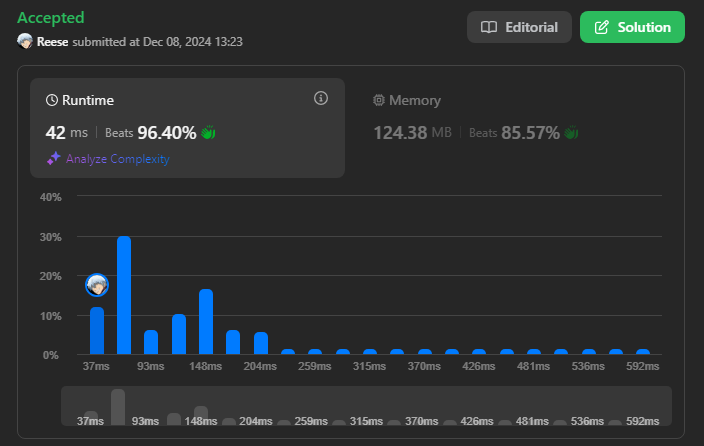 Accepted
Reese submitted at Dec 08, 2024 13:23
Editorial
Solution
Runtime
42 ms | Beats 96.40%
Analyze Complexity
Memory
124.38 MB | Beats 85.57%
40%
30%
20%
10%
0%
37ms 93ms 148ms 204ms 259ms 315ms 370ms 426ms 481ms 536ms 592ms
37ms 93ms 148ms 204ms 259ms 315ms 370ms 426ms 481ms 536ms 592ms